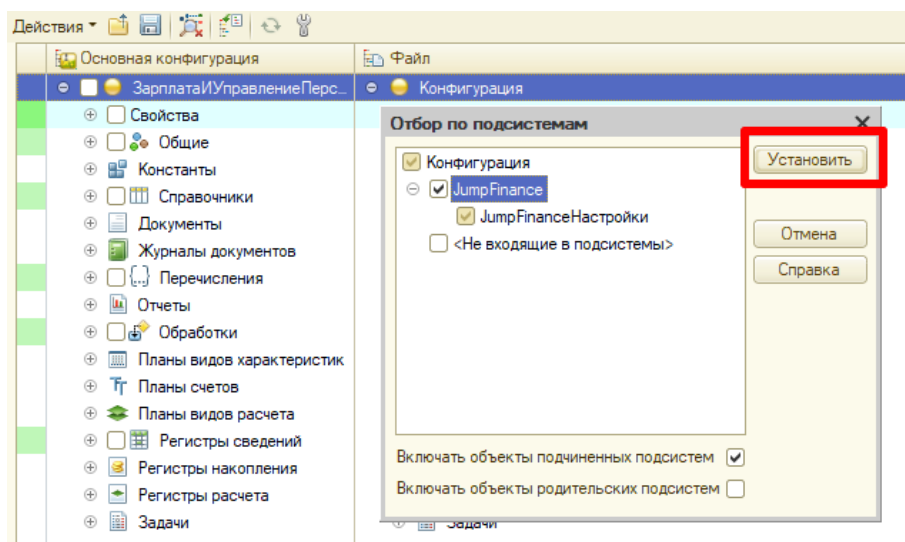 Действия
Основная конфигурация
Файл
ЗарплатаИУправлениеПерс...
Конфигурация
Свойства
Общие
Константы
Справочники
Документы
Журналы документов
Перечисления
Отчеты
Обработки
Планы видов характеристик
Планы счетов
Планы видов расчета
Регистры сведений
Регистры накопления
Регистры расчета
Задачи
Отбор по подсистемам
Конфигурация
JumpFinance
JumpFinanceНастройки
<Не входящие в подсистемы>
Установить
Отмена
Справка
Включать объекты подчиненных подсистем
Включать объекты родительских подсистем
Задачи